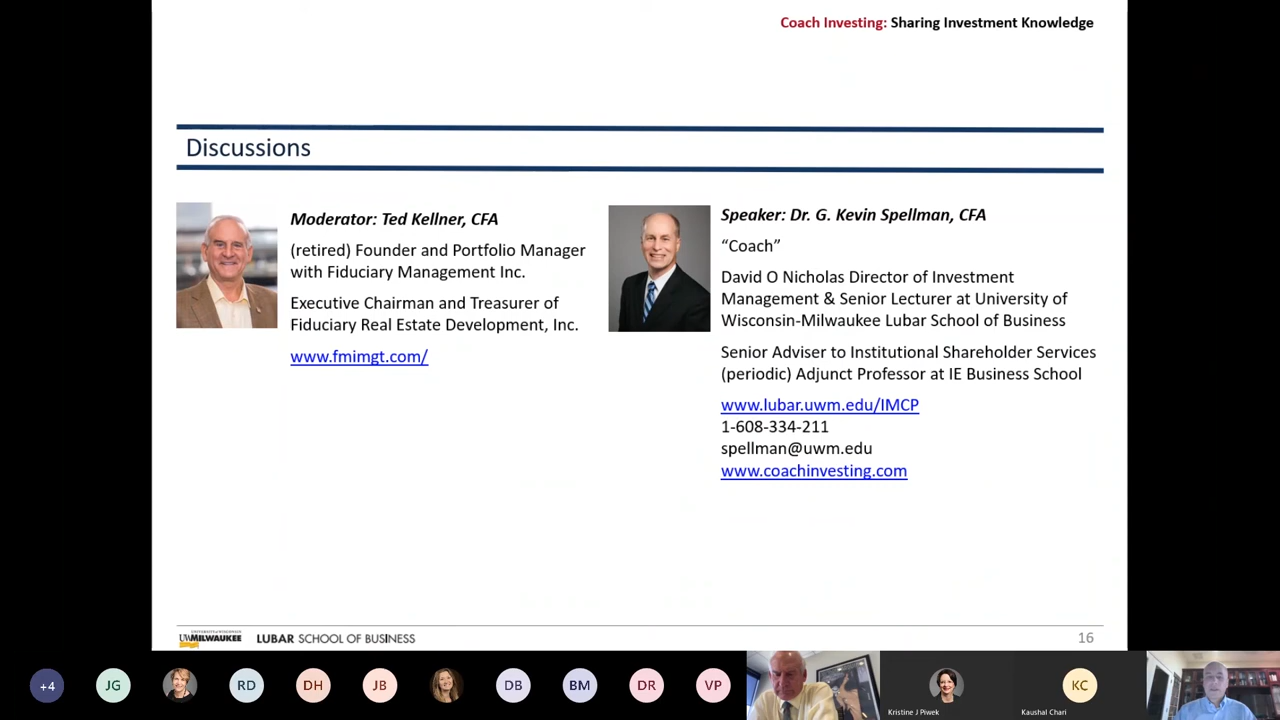 Coach Investing: Sharing Investment Knowledge
Discussions
Moderator: Ted Kellner, CFA
(retired) Founder and Portfolio Manager
with Fiduciary Management Inc.
Executive Chairman and Treasurer of
Fiduciary Real Estate Development, Inc.
www.fmimgt.com/
Speaker: Dr. G. Kevin Spellman, CFA
“Coach”
David O Nicholas Director of Investment
Management & Senior Lecturer at University of
Wisconsin-Milwaukee Lubar School of Business
Senior Adviser to Institutional Shareholder Services
(periodic) Adjunct Professor at IE Business School
www.lubar.uwm.edu/IMCP
1-608-334-211
spellman@uwm.edu
www.coachinvesting.com
UNIVERSITY of WISCONSIN
UWMILWAUKEE
LUBAR SCHOOL OF BUSINESS
16
+4
JG
RD
DH
JB
DB
BM
DR
VP
Kristine J Piwek
KC
Kaushal Chari